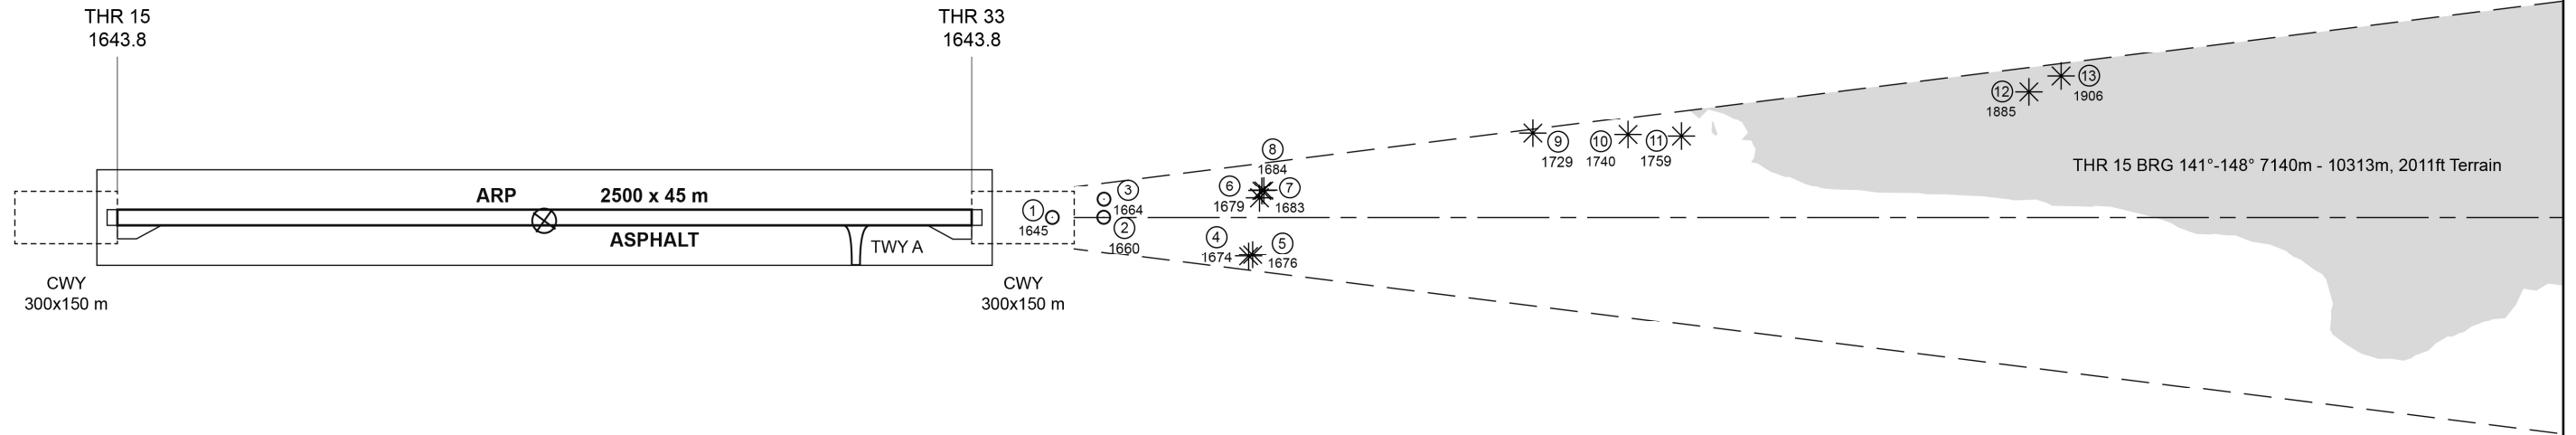 THR 15
1643.8
THR 33
1643.8
ARP 2500 x 45 m
ASPHALT
TWY A
CWY
300x150 m
CWY
300x150 m
1
1645
3
1664
2
1660
8
1684
6
1679
7
1683
4
1674
5
1676
9
1729
10
1740
11
1759
12
1885
13
1906
THR 15 BRG 141°-148° 7140m - 10313m, 2011ft Terrain